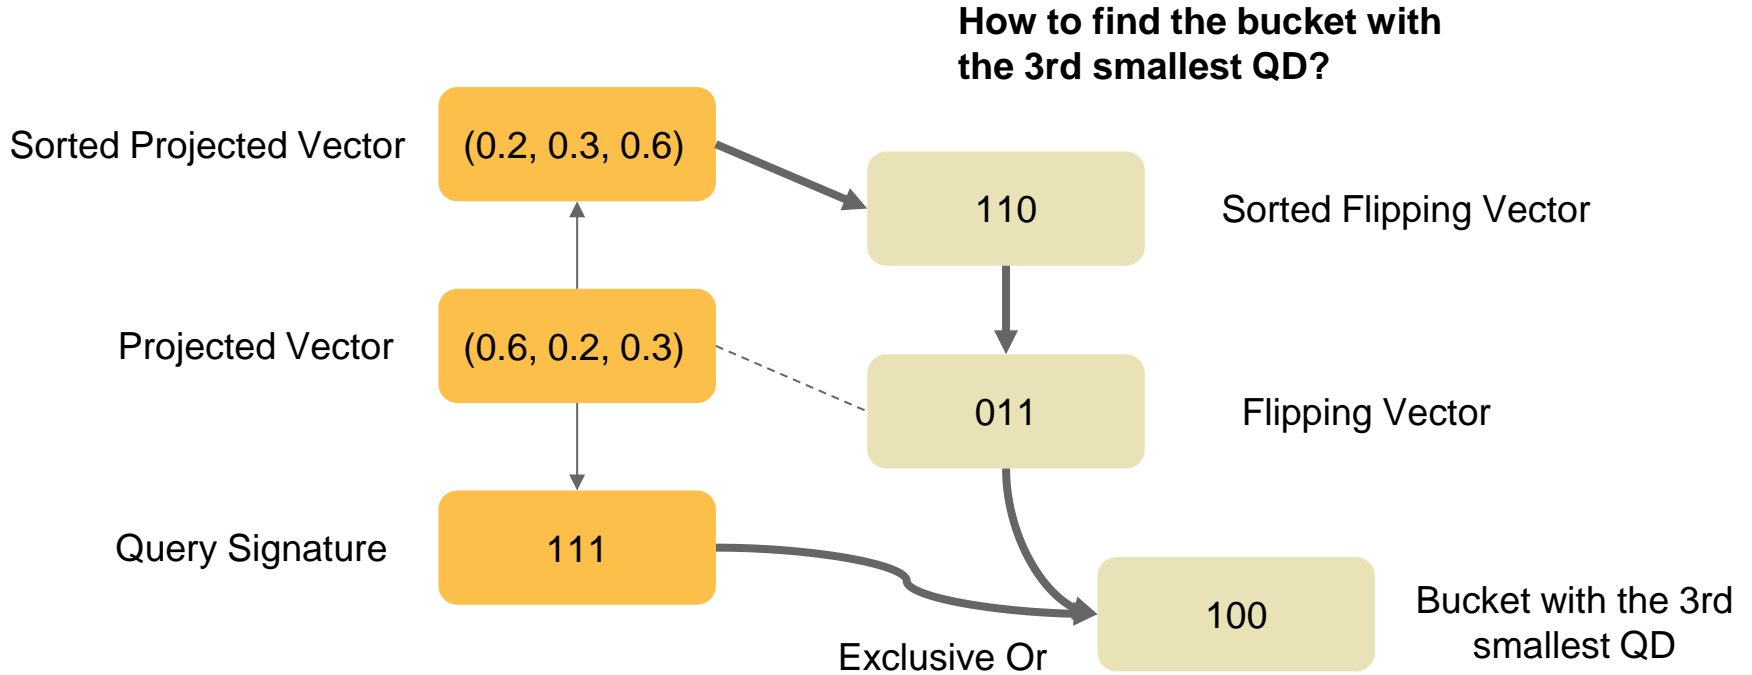 How to find the bucket with
the 3rd smallest QD?
Sorted Projected Vector
(0.2, 0.3, 0.6)
110
Sorted Flipping Vector
Projected Vector
(0.6, 0.2, 0.3)
011
Flipping Vector
Query Signature
111
100
Bucket with the 3rd
smallest QD
Exclusive Or